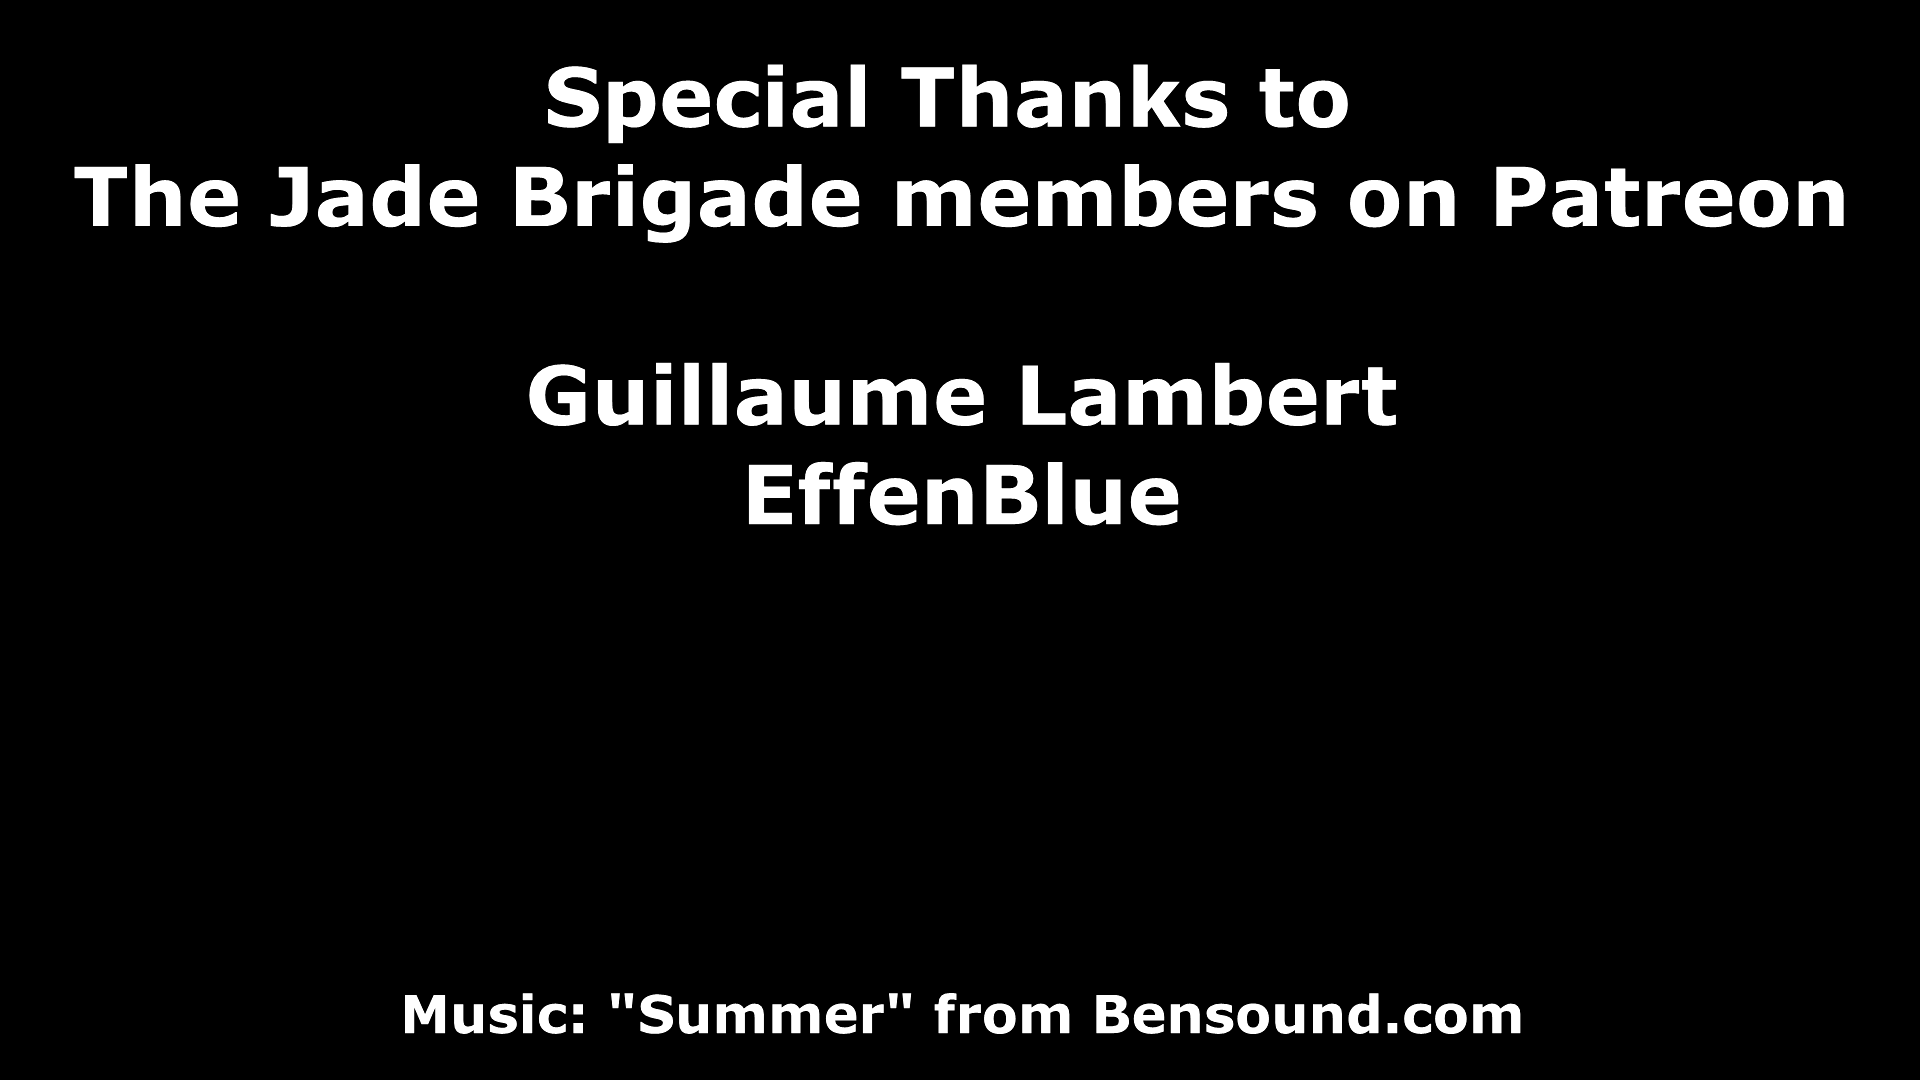 Special Thanks to
The Jade Brigade members on Patreon
Guillaume Lambert
EffenBlue
Music: "Summer" from Bensound.com